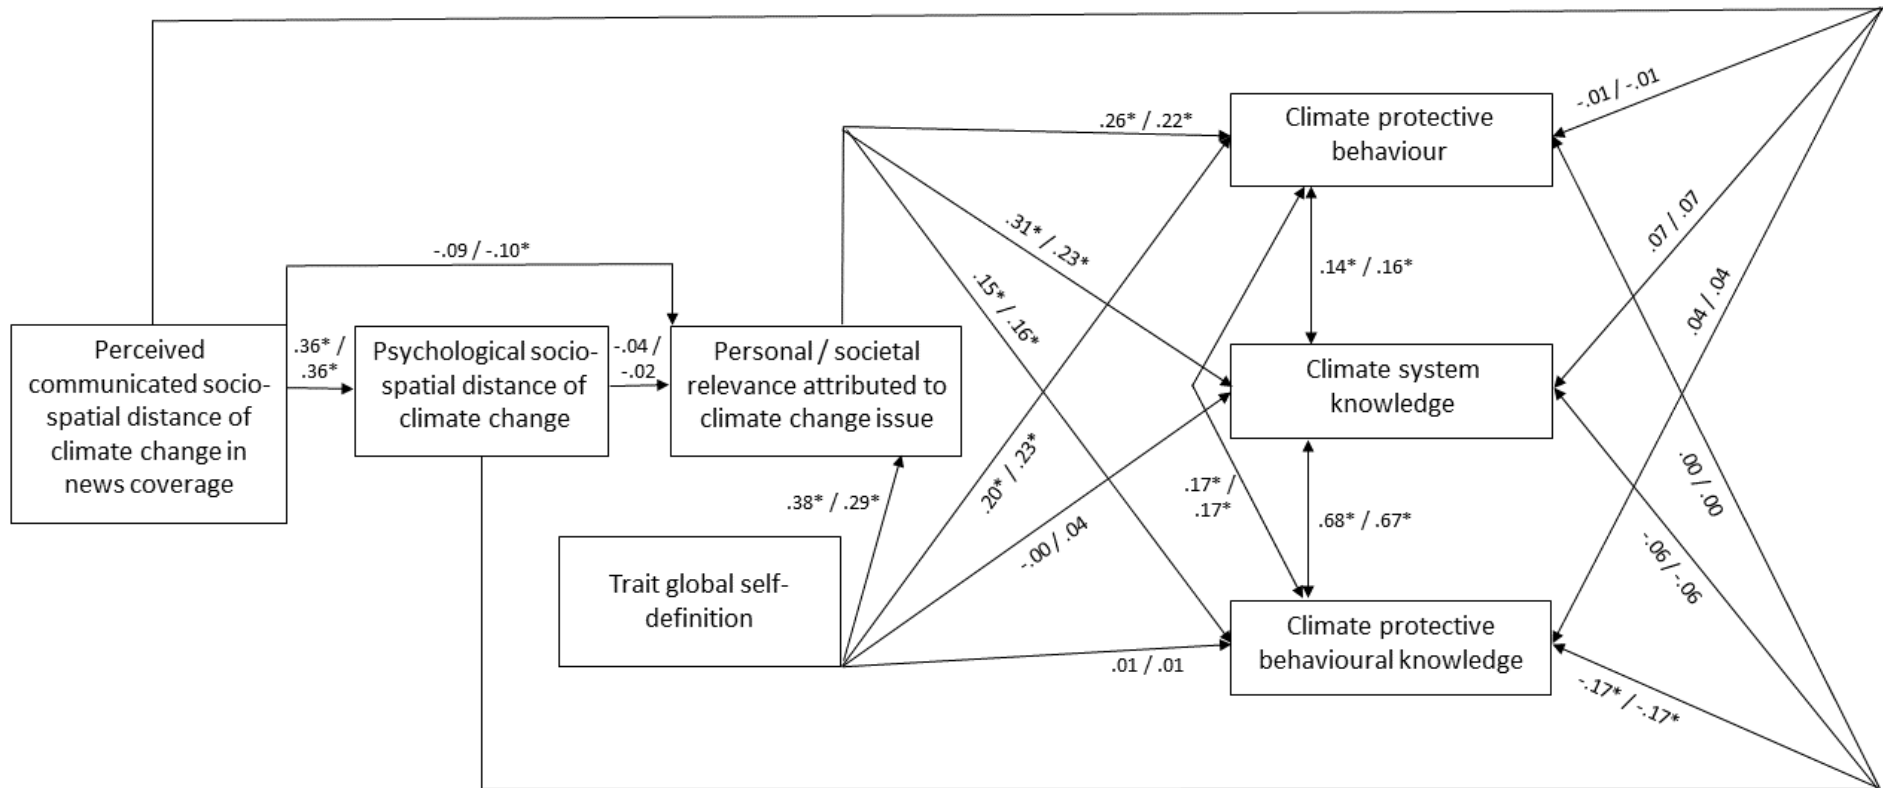 -.01 / -.01
Climate protective
behaviour
.26* / .22*
.31* / .23*
.07 / .07
-.09 / -.10*
.14* / .16*
.15* / .16*
.04 / .04
Perceived
communicated socio-
spatial distance of
climate change in
news coverage
.36* /
.36*
Psychological socio-
spatial distance of
climate change
-.04 /
-.02
Personal / societal
relevance attributed to
climate change issue
Climate system
knowledge
.38* / .29*
.20* / .23*
.17* /
.17*
.00 / .00
-.00 / .04
.68* / .67*
-.06 / -.06
Trait global self-
definition
Climate protective
behavioural knowledge
.01 / .01
-.17* / -.17*